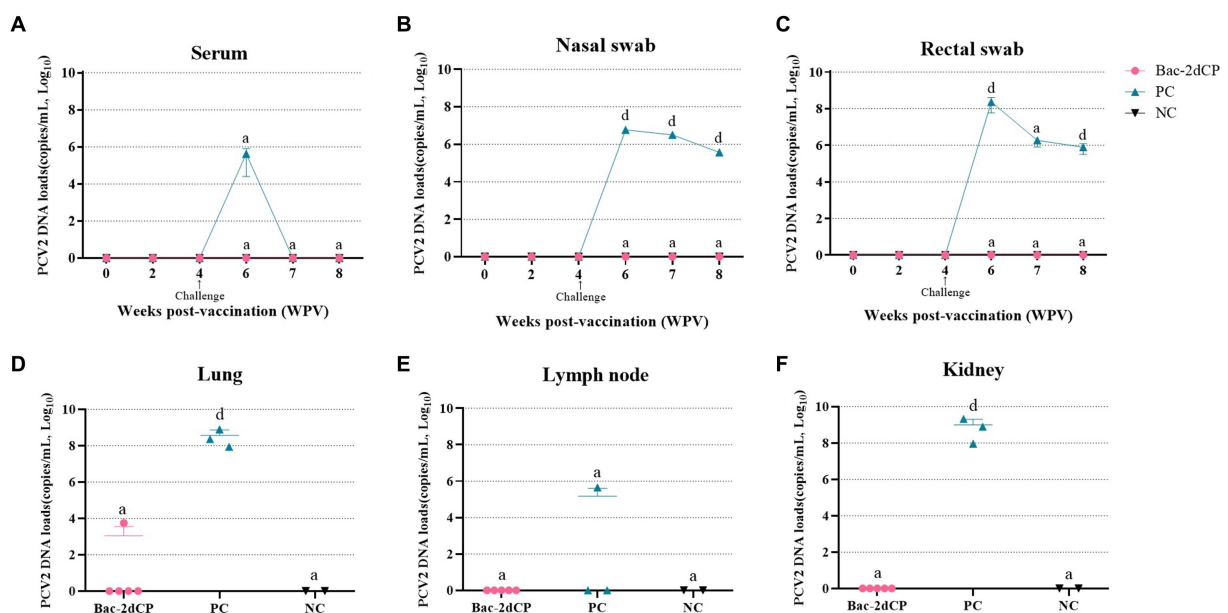 A
Serum
PCV2 DNA loads(copies/mL, Log10)
10
8
6
4
2
0
a
a
a
a
0 2 4 6 7 8
↑
Challenge
Weeks post-vaccination (WPV)
B
Nasal swab
PCV2 DNA loads(copies/mL, Log10)
10
8
6
4
2
0
d
d
d
a
a
a
0 2 4 6 7 8
↑
Challenge
Weeks post-vaccination (WPV)
C
Rectal swab
PCV2 DNA loads(copies/mL, Log10)
10
8
6
4
2
0
d
a
d
a
a
a
0 2 4 6 7 8
↑
Challenge
Weeks post-vaccination (WPV)
Bac-2dCP
PC
NC
D
Lung
PCV2 DNA loads(copies/mL, Log10)
10
8
6
4
2
0
a
d
a
Bac-2dCP PC NC
E
Lymph node
PCV2 DNA loads(copies/mL, Log10)
10
8
6
4
2
0
a
a
a
Bac-2dCP PC NC
F
Kidney
PCV2 DNA loads(copies/mL, Log10)
10
8
6
4
2
0
a
d
a
Bac-2dCP PC NC